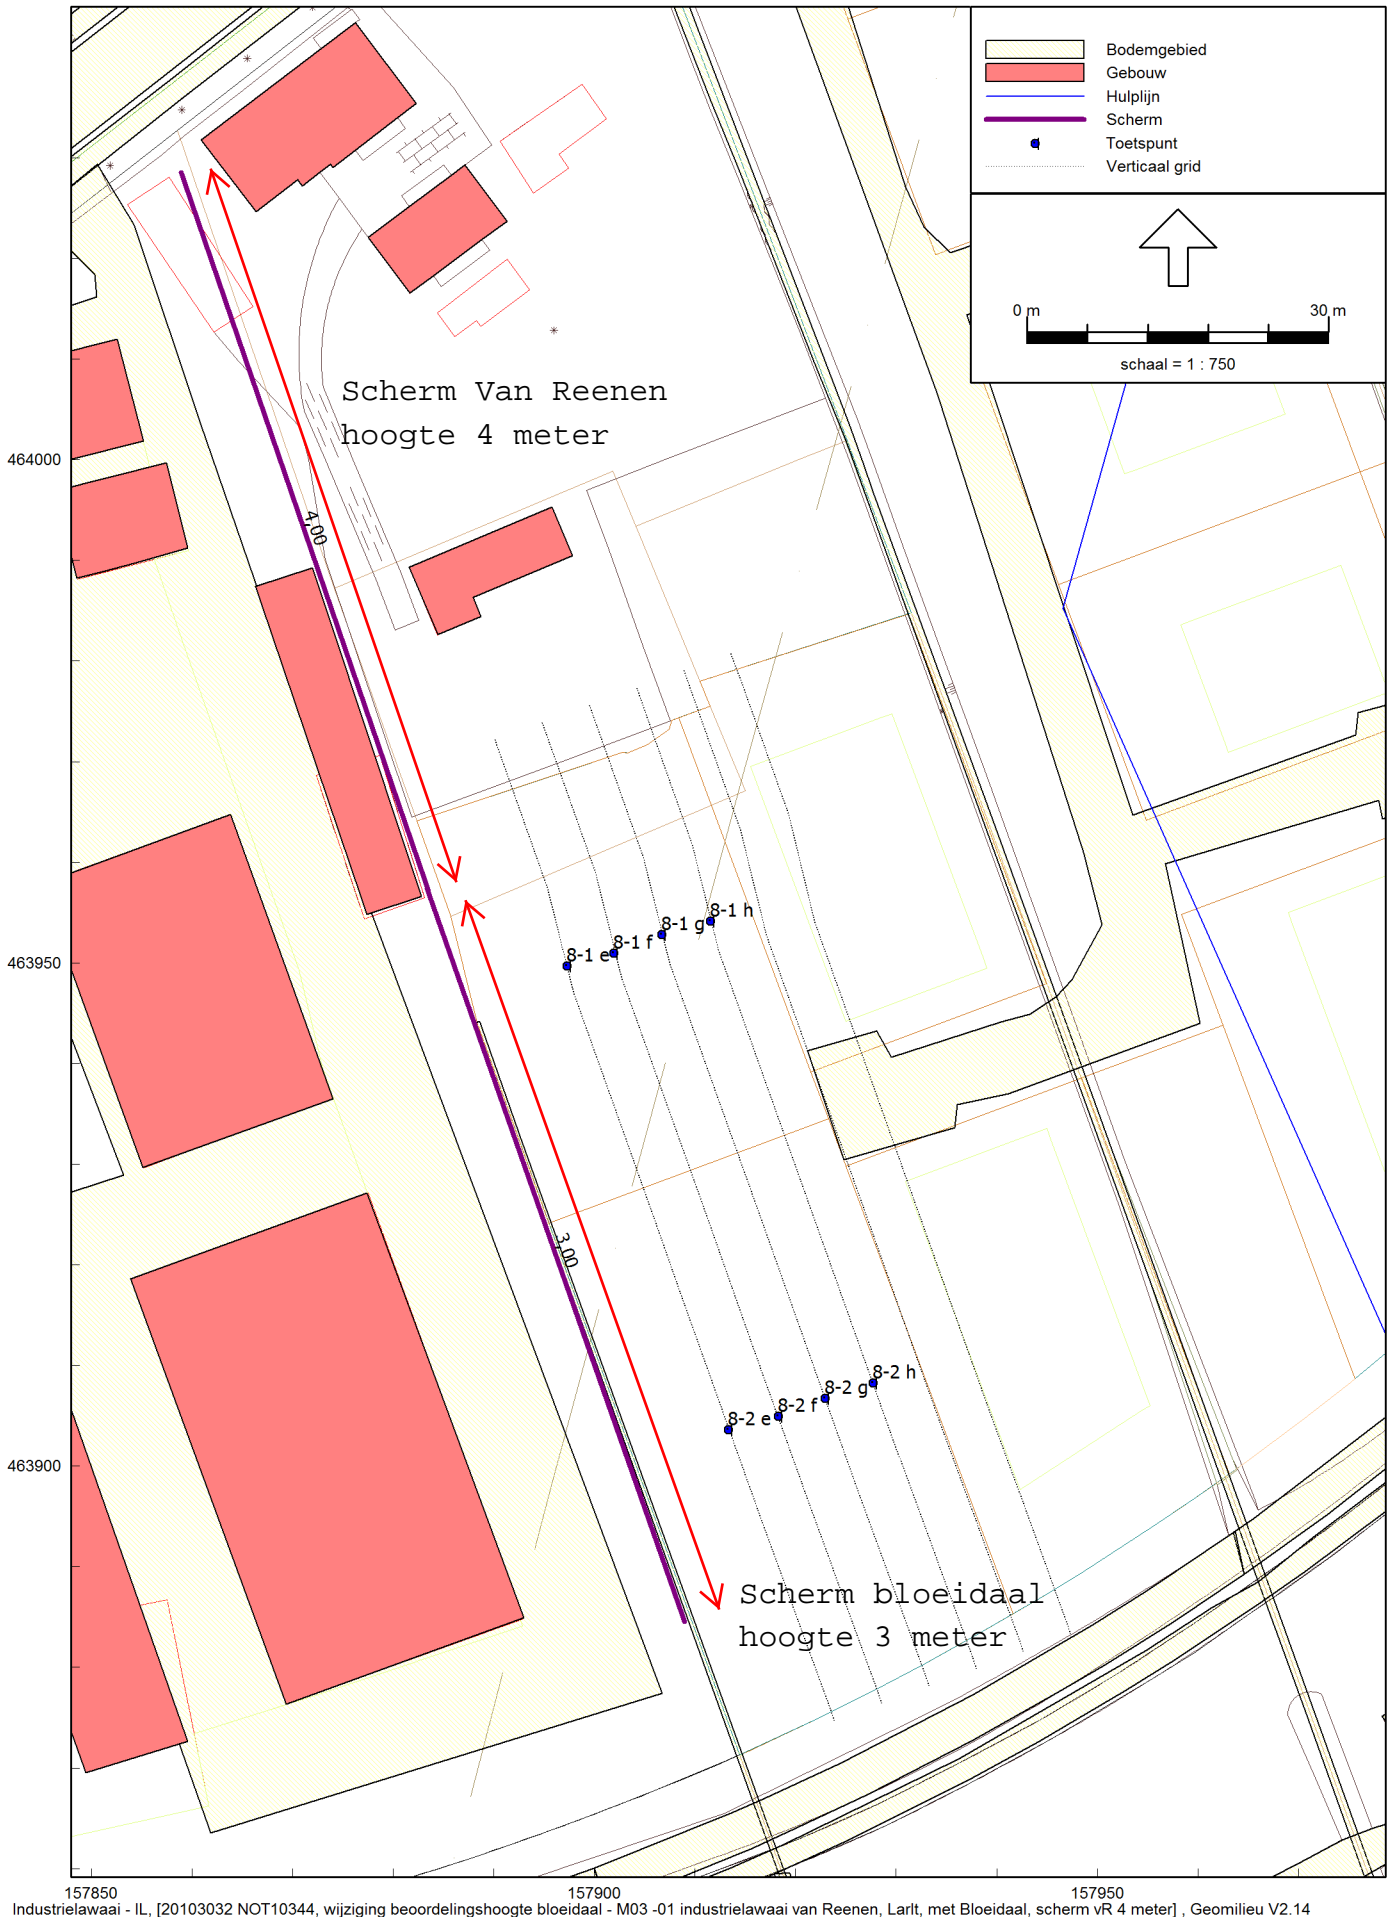 Bodemgebied
Gebouw
Hulplijn
Scherm
Toetspunt
Verticaal grid
0 m
30 m
schaal = 1 : 750
Scherm Van Reenen
hoogte 4 meter
464000
4,00
8-1 e
8-1 f
8-1 g
8-1 h
463950
3,00
8-2 e
8-2 f
8-2 g
8-2 h
463900
Scherm bloeidaal
hoogte 3 meter
157850
157900
157950
Industrielawaai - IL, [20103032 NOT10344, wijziging beoordelingshoogte bloeidaal - M03 -01 industrielawaai van Reenen, Larlt, met Bloeidaal, scherm vR 4 meter] , Geomilieu V2.14